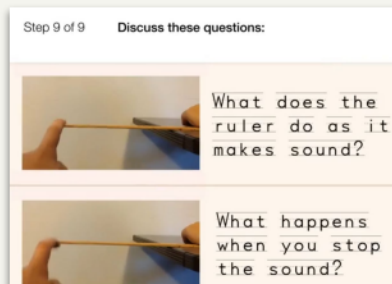 Step 9 of 9 Discuss these questions:
What does the
ruler do as it
makes sound?
What happens
when you stop
the sound?